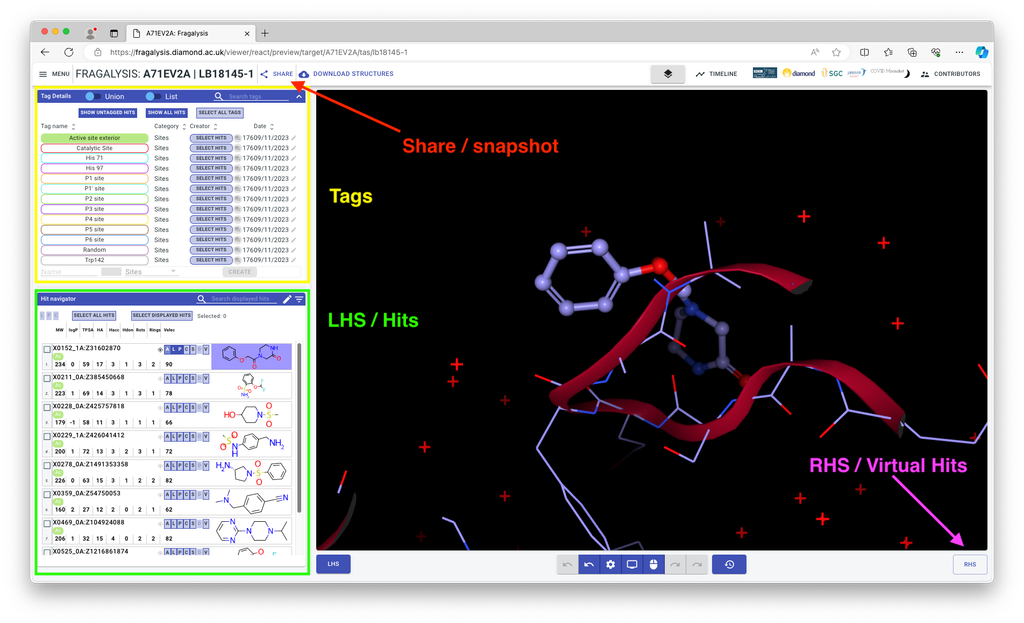 A71EV2A: Fragalysis
https://fragalysis.diamond.ac.uk/viewer/react/preview/target/A71EV2A/tas/lb18145-1
MENU FRAGALYSIS: A71EV2A | LB18145-1 SHARE DOWNLOAD STRUCTURES TIMELINE diamond SGC CONTRIBUTORS
Tag Details Union List Search tags
SHOW UNTAGGED HITS SHOW ALL HITS SELECT ALL TAGS
Tag name Category Creator Date
Active site exterior Sites SELECT HITS 17609/11/2023
Catalytic Site Sites SELECT HITS 17609/11/2023
His 71 Sites SELECT HITS 17609/11/2023
His 97 Sites SELECT HITS 17609/11/2023
P1 site Sites SELECT HITS 17609/11/2023
P1' site Sites SELECT HITS 17609/11/2023
P2 site Sites SELECT HITS 17609/11/2023
P3 site Sites SELECT HITS 17609/11/2023
P4 site Sites SELECT HITS 17609/11/2023
P5 site Sites SELECT HITS 17609/11/2023
P6 site Sites SELECT HITS 17609/11/2023
Random Sites SELECT HITS 17609/11/2023
Trp142 Sites SELECT HITS 17609/11/2023
Name Sites CREATE
Share / snapshot
Tags
LHS / Hits
RHS / Virtual Hits
Hit navigator Search displayed hits
L P C SELECT ALL HITS SELECT DISPLAYED HITS Selected: 0
MW logP TPSA HA Hacc Hdon Rots Rings Velec
X0152_1A:Z31602870 A L P C S D V
234 0 59 17 3 1 3 2 90
X0211_0A:Z385450668 A L P C S D V
223 1 69 14 3 1 3 1 78
X0228_0A:Z425757818 A L P C S D V
179 -1 58 11 3 1 1 1 66
X0229_1A:Z426041412 A L P C S D V
200 1 72 13 3 2 3 1 72
X0278_0A:Z1491353358 A L P C S D V
226 0 63 15 3 1 2 2 82
X0359_0A:Z54750053 A L P C S D V
160 2 27 12 2 0 2 1 62
X0469_0A:Z104924088 A L P C S D V
206 1 32 15 4 0 2 2 82
X0525_0A:Z1216861874 A L P C S D V
LHS RHS